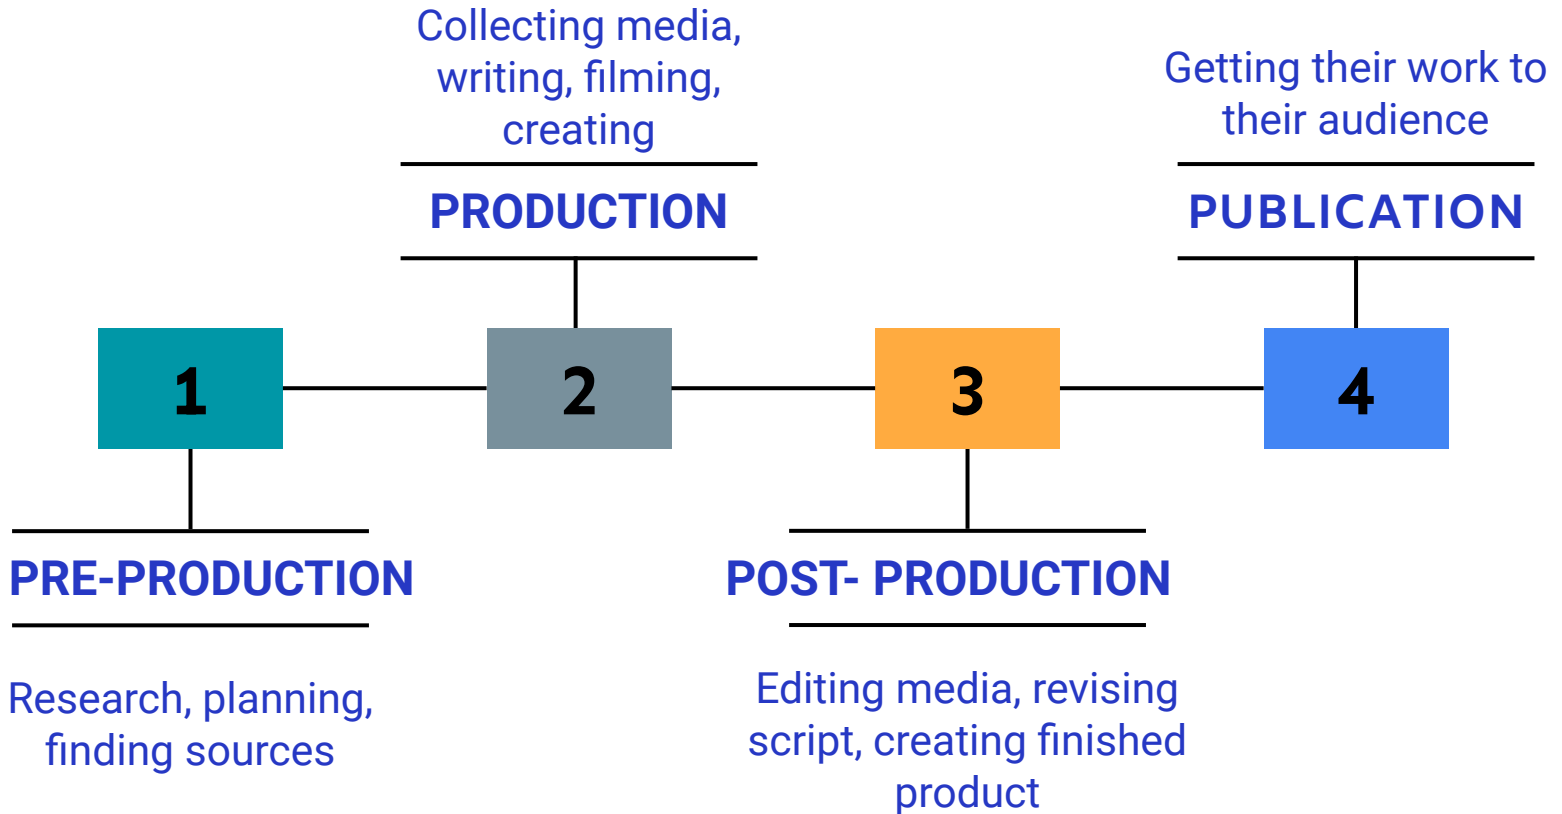 Collecting media,
writing, filming,
creating
PRODUCTION
Getting their work to
their audience
PUBLICATION
1
2
3
4
PRE-PRODUCTION
Research, planning,
finding sources
POST- PRODUCTION
Editing media, revising
script, creating finished
product